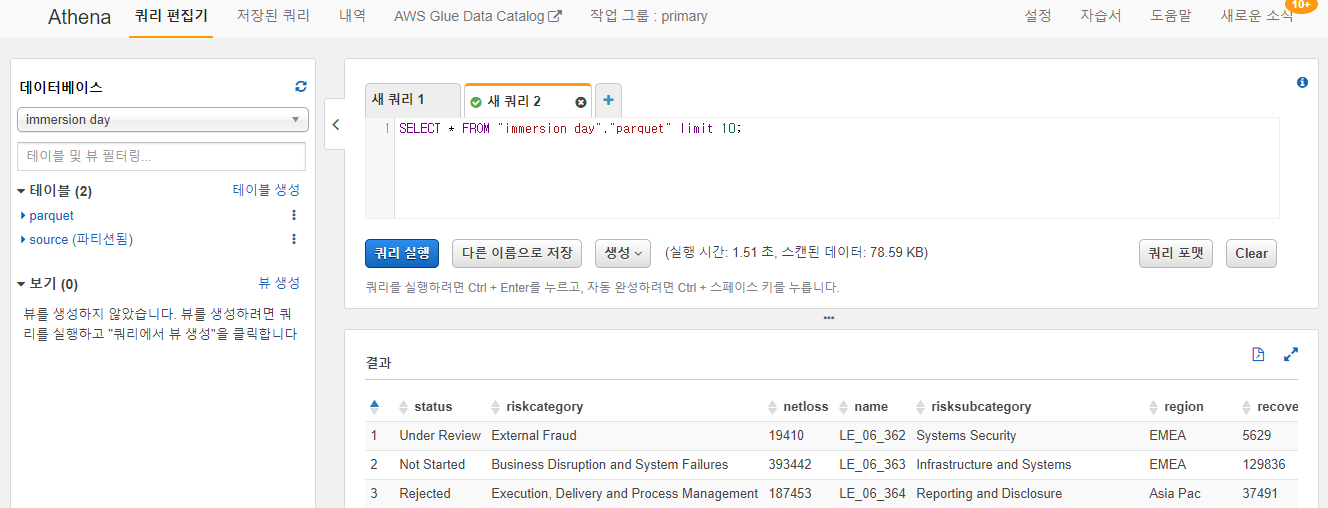 Athena 쿼리 편집기 저장된 쿼리 내역 AWS Glue Data Catalog 작업 그룹 : primary 설정 자습서 도움말 새로운 소식 10+
데이터베이스
immersion day
테이블 및 뷰 필터링...
테이블 (2) 테이블 생성
parquet
source (파티션됨)
보기 (0) 뷰 생성
뷰를 생성하지 않았습니다. 뷰를 생성하려면 쿼
리를 실행하고 "쿼리에서 뷰 생성"을 클릭합니다
새 쿼리 1 새 쿼리 2
1 SELECT * FROM "immersion day"."parquet" limit 10;
쿼리 실행 다른 이름으로 저장 생성 (실행 시간: 1.51 초, 스캔된 데이터: 78.59 KB) 쿼리 포맷 Clear
쿼리를 실행하려면 Ctrl + Enter를 누르고, 자동 완성하려면 Ctrl + 스페이스 키를 누릅니다.
결과
status riskcategory netloss name risksubcategory region recove
1 Under Review External Fraud 19410 LE_06_362 Systems Security EMEA 5629
2 Not Started Business Disruption and System Failures 393442 LE_06_363 Infrastructure and Systems EMEA 129836
3 Rejected Execution, Delivery and Process Management 187453 LE_06_364 Reporting and Disclosure Asia Pac 37491